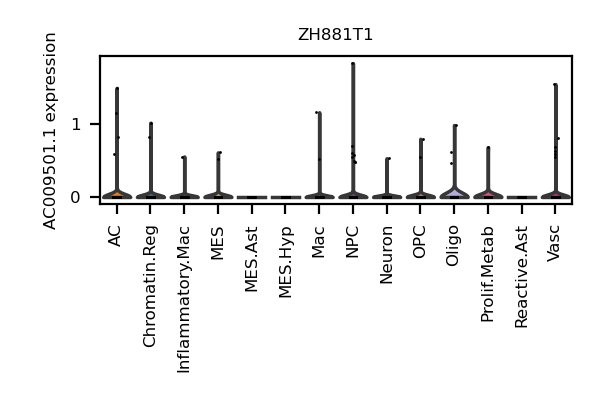 ZH881T1
AC009501.1 expression
1
0
AC
Chromatin.Reg
Inflammatory.Mac
MES
MES.Ast
MES.Hyp
Mac
NPC
Neuron
OPC
Oligo
Prolif.Metab
Reactive.Ast
Vasc